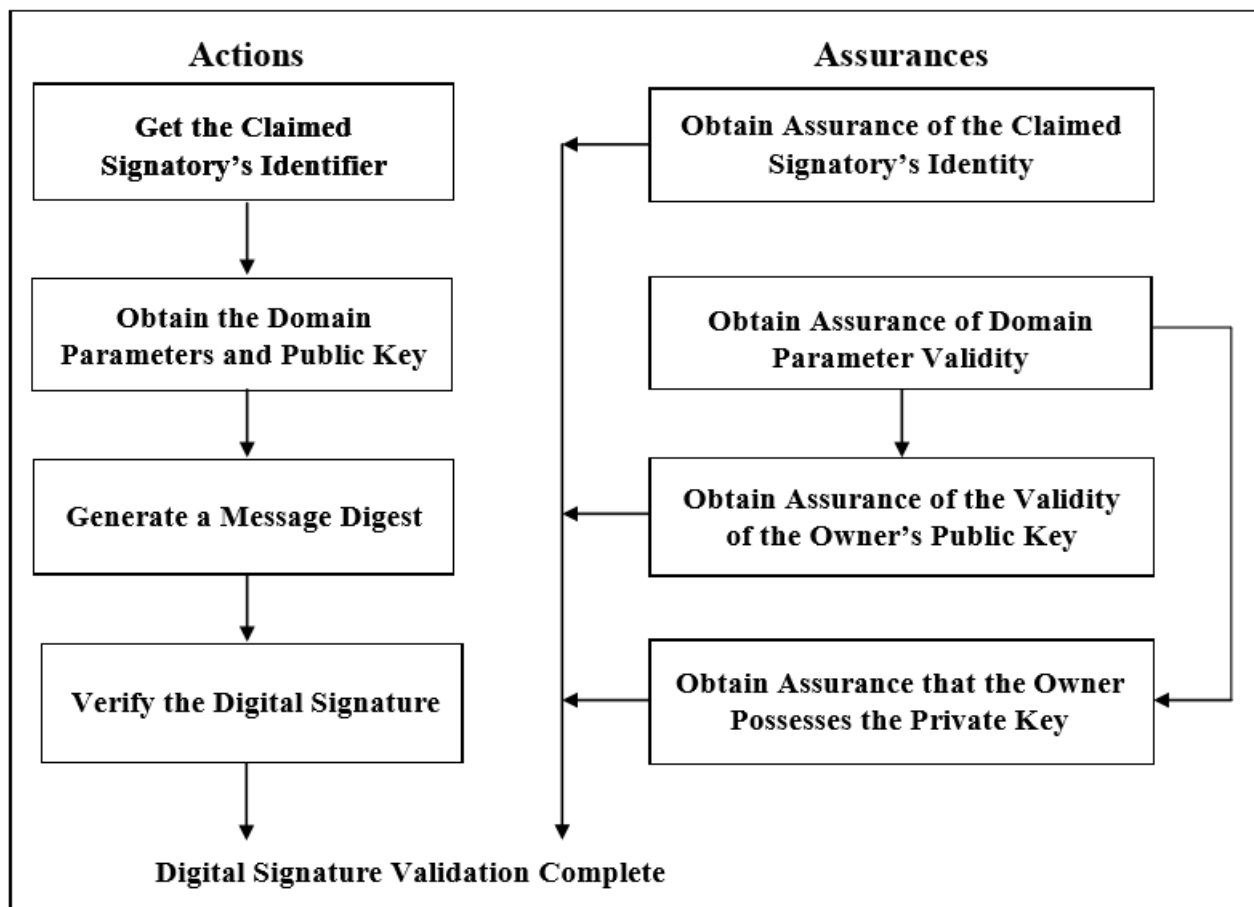 Actions
Get the Claimed
Signatory’s Identifier
Obtain the Domain
Parameters and Public Key
Generate a Message Digest
Verify the Digital Signature
Assurances
Obtain Assurance of the Claimed
Signatory’s Identity
Obtain Assurance of Domain
Parameter Validity
Obtain Assurance of the Validity
of the Owner’s Public Key
Obtain Assurance that the Owner
Possesses the Private Key
Digital Signature Validation Complete